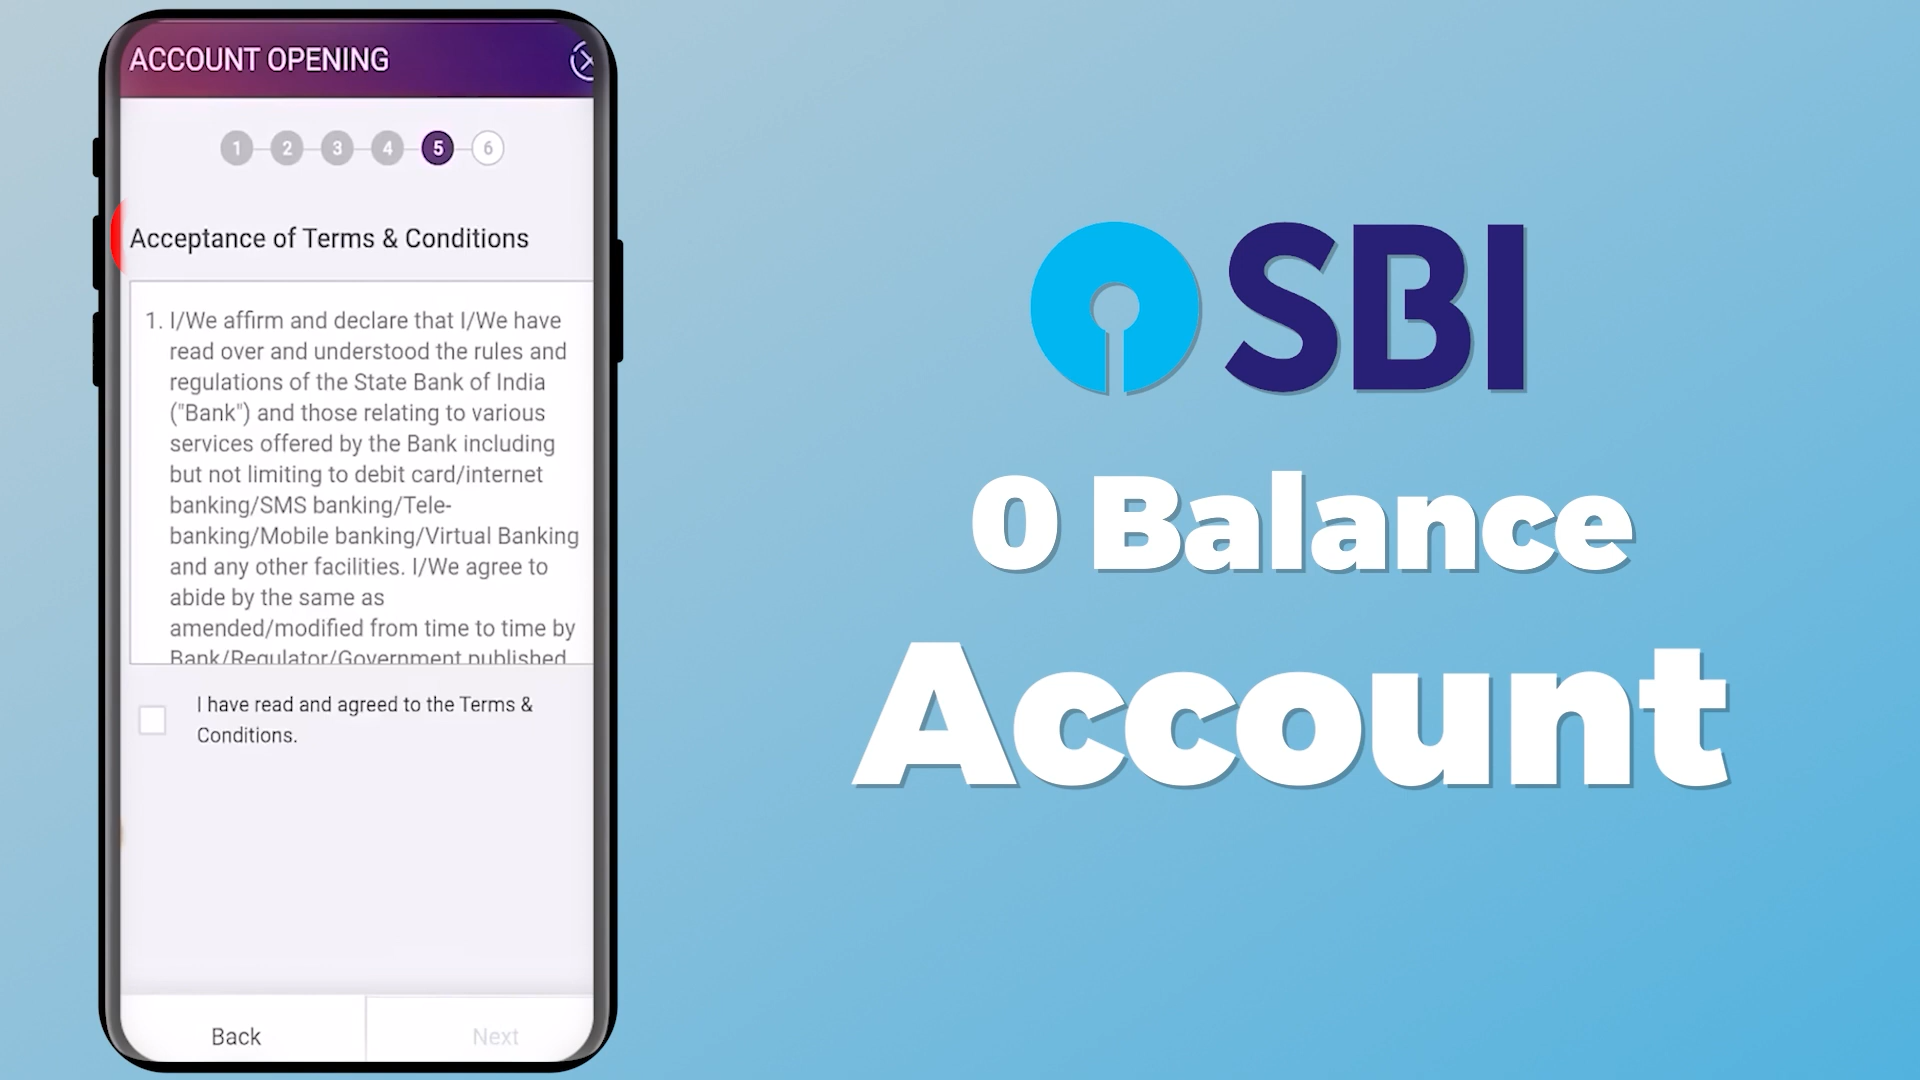 ACCOUNT OPENING
1 2 3 4 5 6
Acceptance of Terms & Conditions
1. I/We affirm and declare that I/We have
read over and understood the rules and
regulations of the State Bank of India
("Bank") and those relating to various
services offered by the Bank including
but not limiting to debit card/internet
banking/SMS banking/Tele-
banking/Mobile banking/Virtual Banking
and any other facilities. I/We agree to
abide by the same as
amended/modified from time to time by
Bank/Regulator/Government published
I have read and agreed to the Terms &
Conditions.
Back Next
SBI
0 Balance
Account